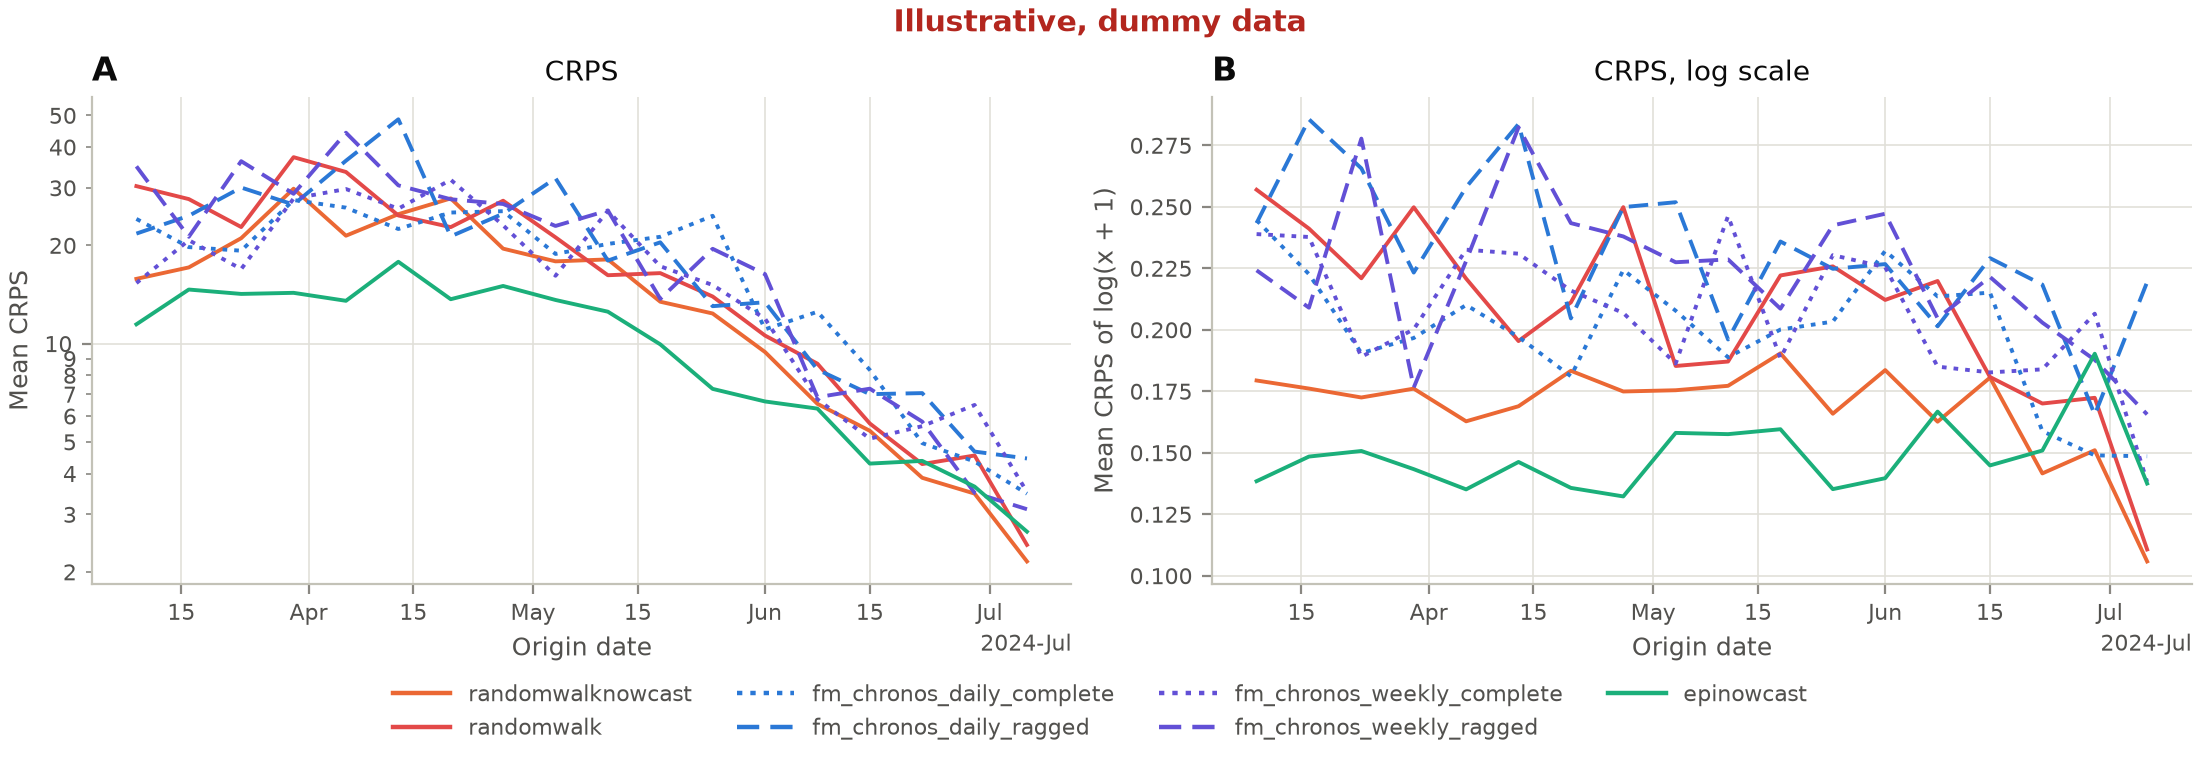 Illustrative, dummy data
A
CRPS
Mean CRPS
50
40
30
20
10
9
8
7
6
5
4
3
2
15
Apr
15
May
15
Jun
15
Jul
Origin date
2024-Jul
B
CRPS, log scale
Mean CRPS of log(x + 1)
0.275
0.250
0.225
0.200
0.175
0.150
0.125
0.100
15
Apr
15
May
15
Jun
15
Jul
Origin date
2024-Jul
randomwalknowcast
randomwalk
fm_chronos_daily_complete
fm_chronos_daily_ragged
fm_chronos_weekly_complete
fm_chronos_weekly_ragged
epinowcast